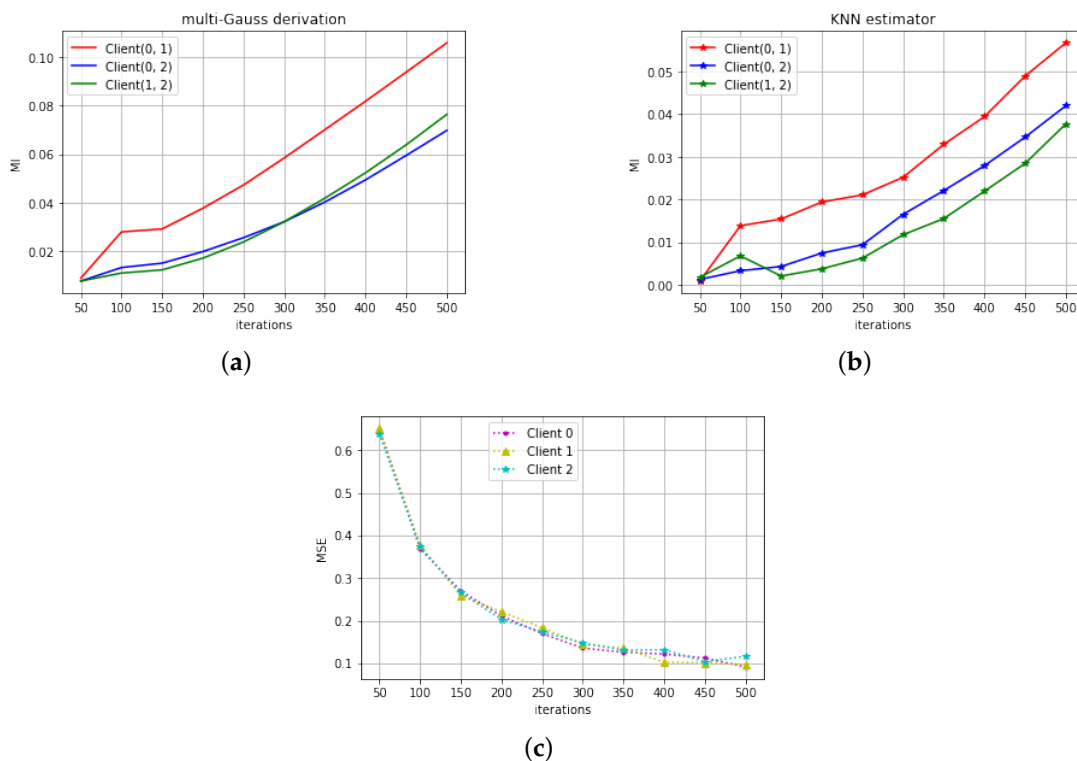 multi-Gauss derivation
Client(0, 1)
Client(0, 2)
Client(1, 2)
MI
0.10
0.08
0.06
0.04
0.02
50 100 150 200 250 300 350 400 450 500
iterations
(a)
KNN estimator
Client(0, 1)
Client(0, 2)
Client(1, 2)
MI
0.05
0.04
0.03
0.02
0.01
0.00
50 100 150 200 250 300 350 400 450 500
iterations
(b)
Client 0
Client 1
Client 2
MSE
0.6
0.5
0.4
0.3
0.2
0.1
50 100 150 200 250 300 350 400 450 500
iterations
(c)